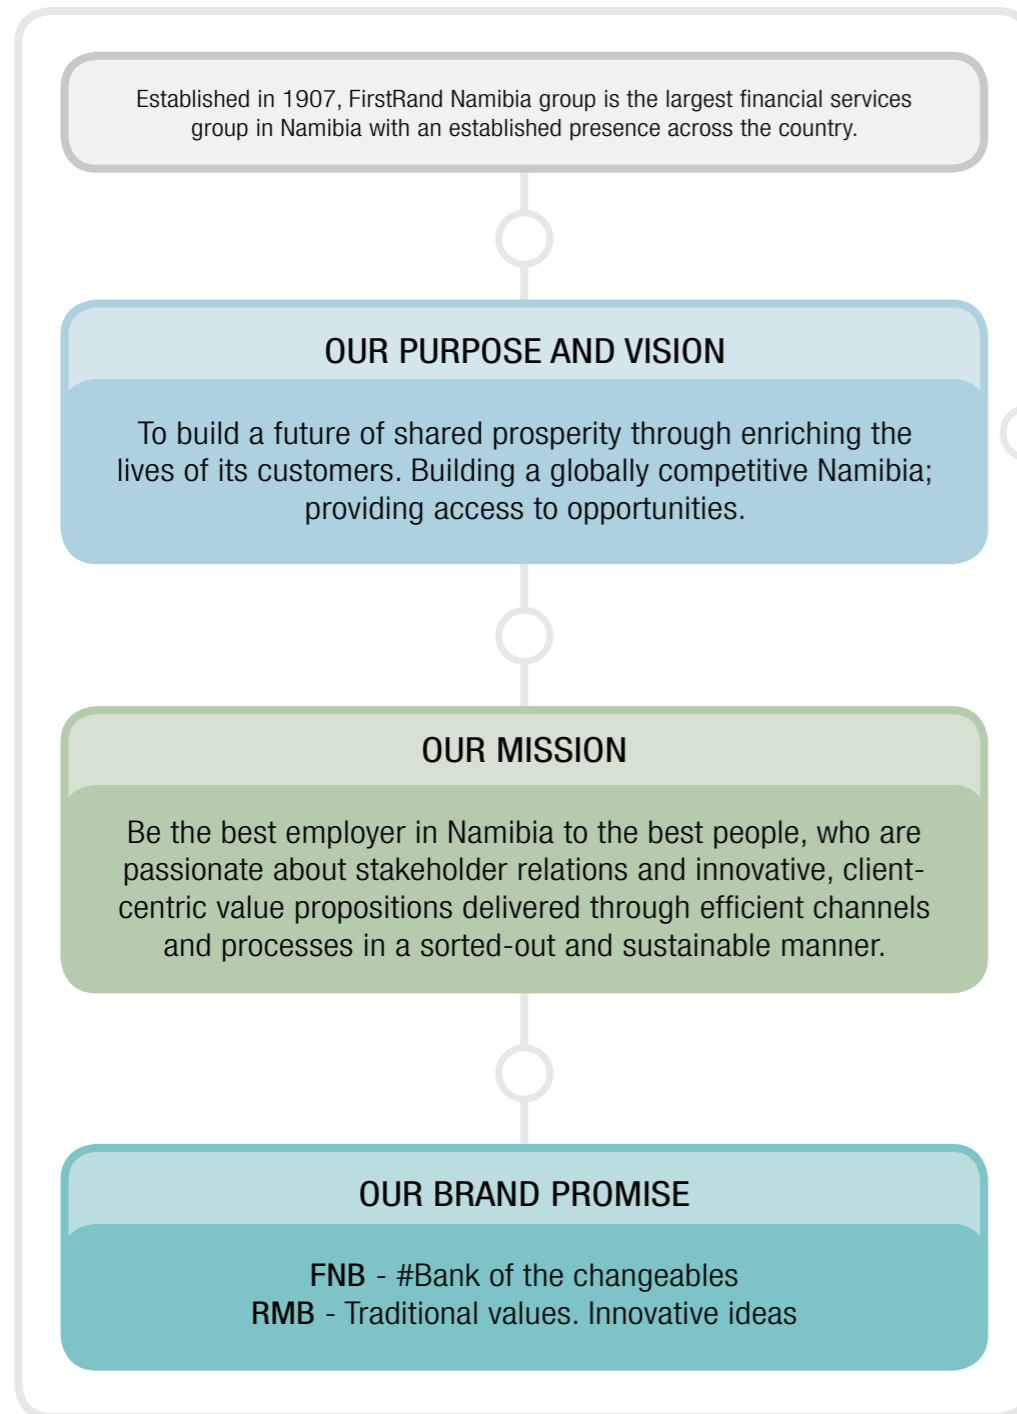 Established in 1907, FirstRand Namibia group is the largest financial services
group in Namibia with an established presence across the country.
OUR PURPOSE AND VISION
To build a future of shared prosperity through enriching the
lives of its customers. Building a globally competitive Namibia;
providing access to opportunities.
OUR MISSION
Be the best employer in Namibia to the best people, who are
passionate about stakeholder relations and innovative, client-
centric value propositions delivered through efficient channels
and processes in a sorted-out and sustainable manner.
OUR BRAND PROMISE
FNB - #Bank of the changeables
RMB - Traditional values. Innovative ideas